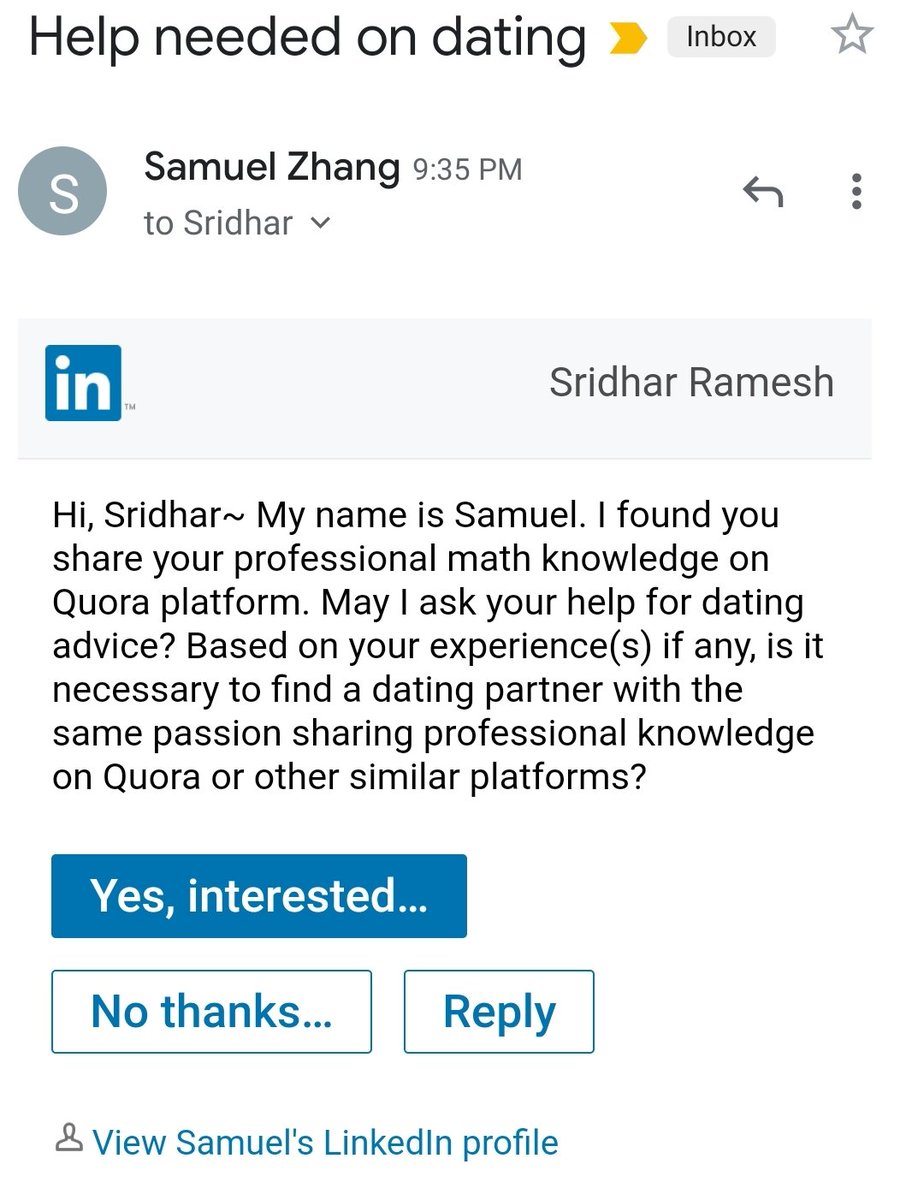 Help needed on dating Inbox
S
Samuel Zhang 9:35 PM
to Sridhar
in TM
Sridhar Ramesh
Hi, Sridhar~ My name is Samuel. I found you
share your professional math knowledge on
Quora platform. May I ask your help for dating
advice? Based on your experience(s) if any, is it
necessary to find a dating partner with the
same passion sharing professional knowledge
on Quora or other similar platforms?
Yes, interested...
No thanks...
Reply
View Samuel's LinkedIn profile